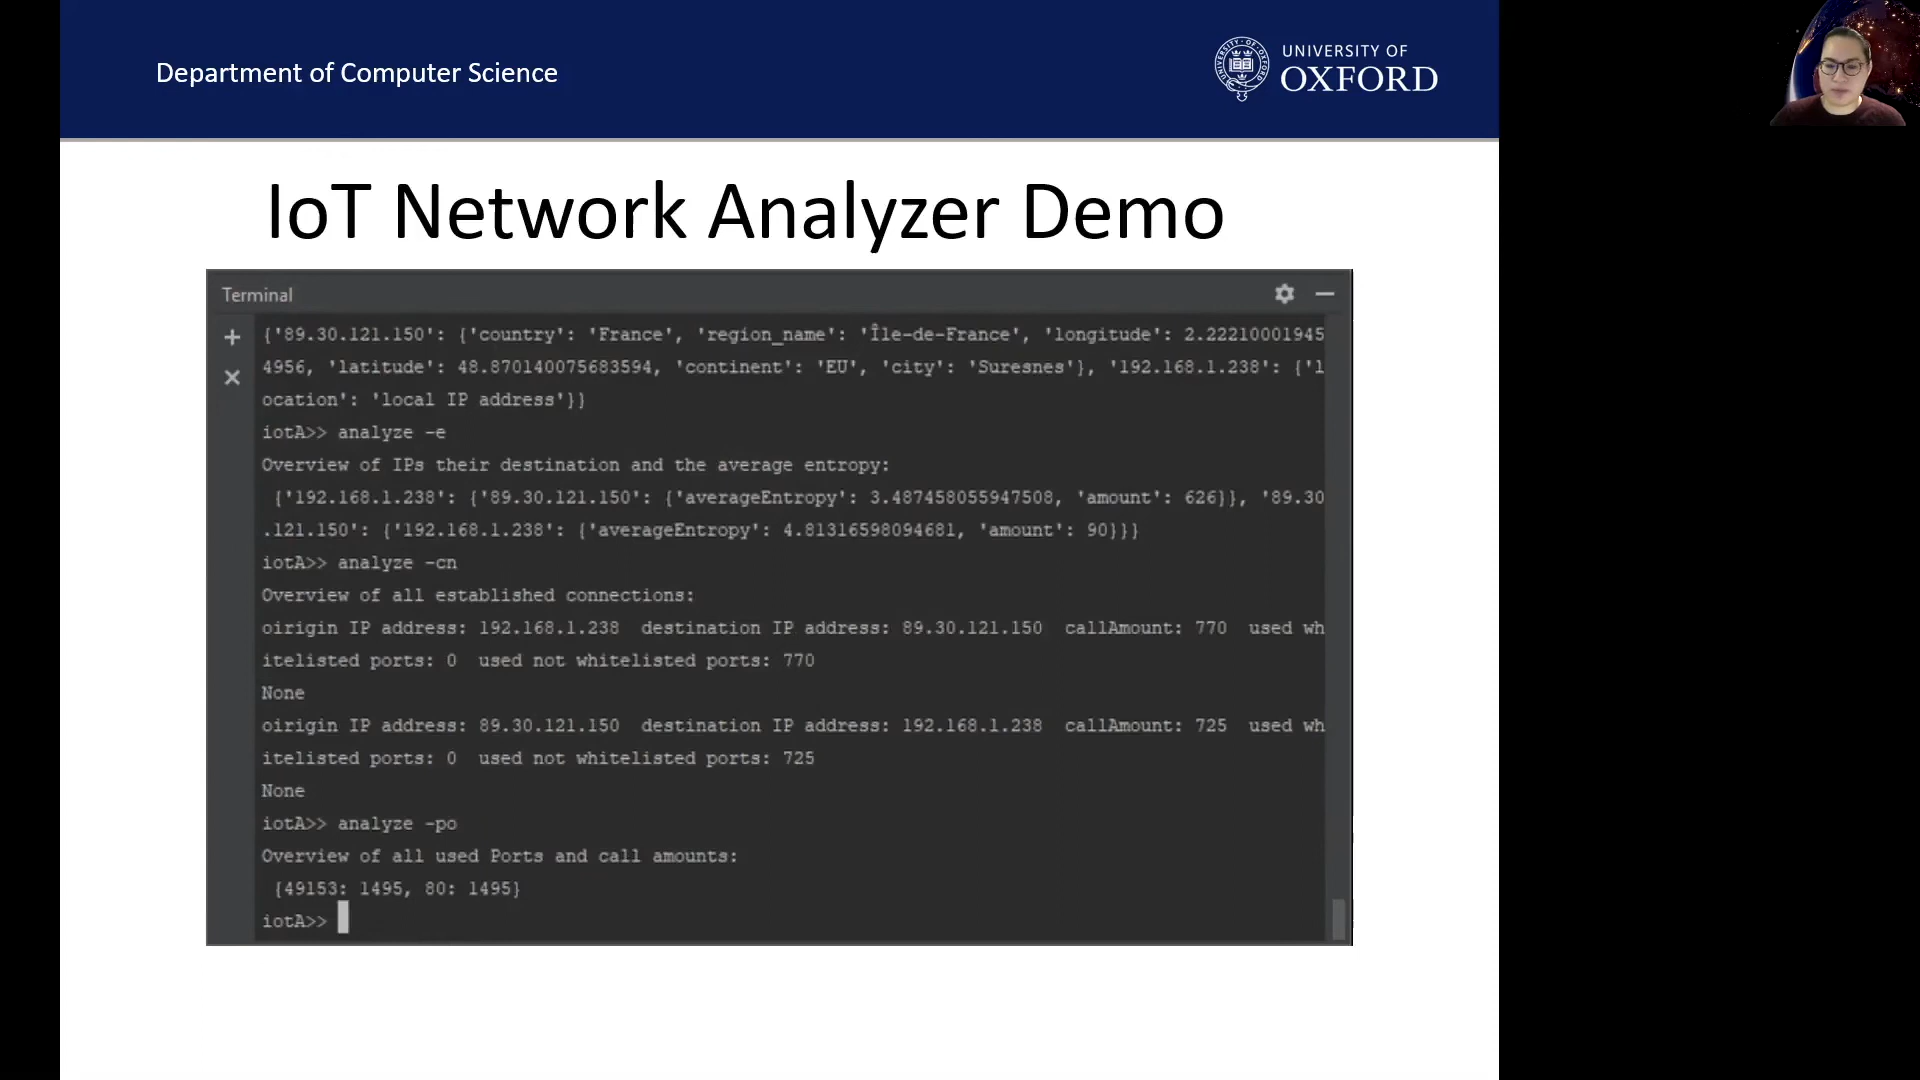 Department of Computer Science
UNIVERSITY OF
OXFORD
IoT Network Analyzer Demo
Terminal
{'89.30.121.150': {'country': 'France', 'region_name': 'Île-de-France', 'longitude': 2.22210001945
4956, 'latitude': 48.870140075683594, 'continent': 'EU', 'city': 'Suresnes'}, '192.168.1.238': {'l
ocation': 'local IP address'}}
iotA>> analyze -e
Overview of IPs their destination and the average entropy:
{'192.168.1.238': {'89.30.121.150': {'averageEntropy': 3.487458055947508, 'amount': 626}}, '89.30
.121.150': {'192.168.1.238': {'averageEntropy': 4.81316598094681, 'amount': 90}}}
iotA>> analyze -cn
Overview of all established connections:
oirigin IP address: 192.168.1.238  destination IP address: 89.30.121.150  callAmount: 770  used wh
itelisted ports: 0  used not whitelisted ports: 770
None
oirigin IP address: 89.30.121.150  destination IP address: 192.168.1.238  callAmount: 725  used wh
itelisted ports: 0  used not whitelisted ports: 725
None
iotA>> analyze -po
Overview of all used Ports and call amounts:
{49153: 1495, 80: 1495}
iotA>>